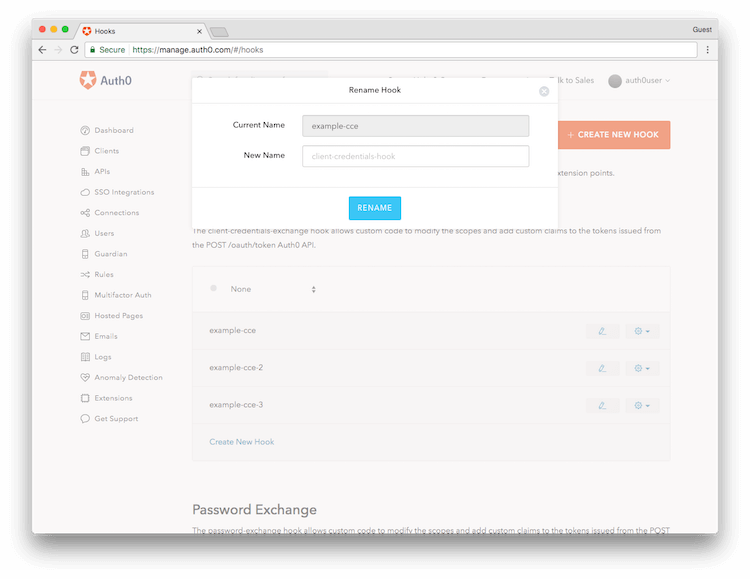 Hooks
Guest
Secure https://manage.auth0.com/#/hooks
Auth0
Talk to Sales
auth0user
Rename Hook
Current Name
example-cce
New Name
client-credentials-hook
RENAME
+ CREATE NEW HOOK
extension points.
Dashboard
Clients
APIs
SSO Integrations
Connections
Users
Guardian
Rules
Multifactor Auth
Hosted Pages
Emails
Logs
Anomaly Detection
Extensions
Get Support
The client-credentials-exchange hook allows custom code to modify the scopes and add custom claims to the tokens issued from
the POST /oauth/token Auth0 API.
None
example-cce
example-cce-2
example-cce-3
Create New Hook
Password Exchange
The password-exchange hook allows custom code to modify the scopes and add custom claims to the tokens issued from the POST